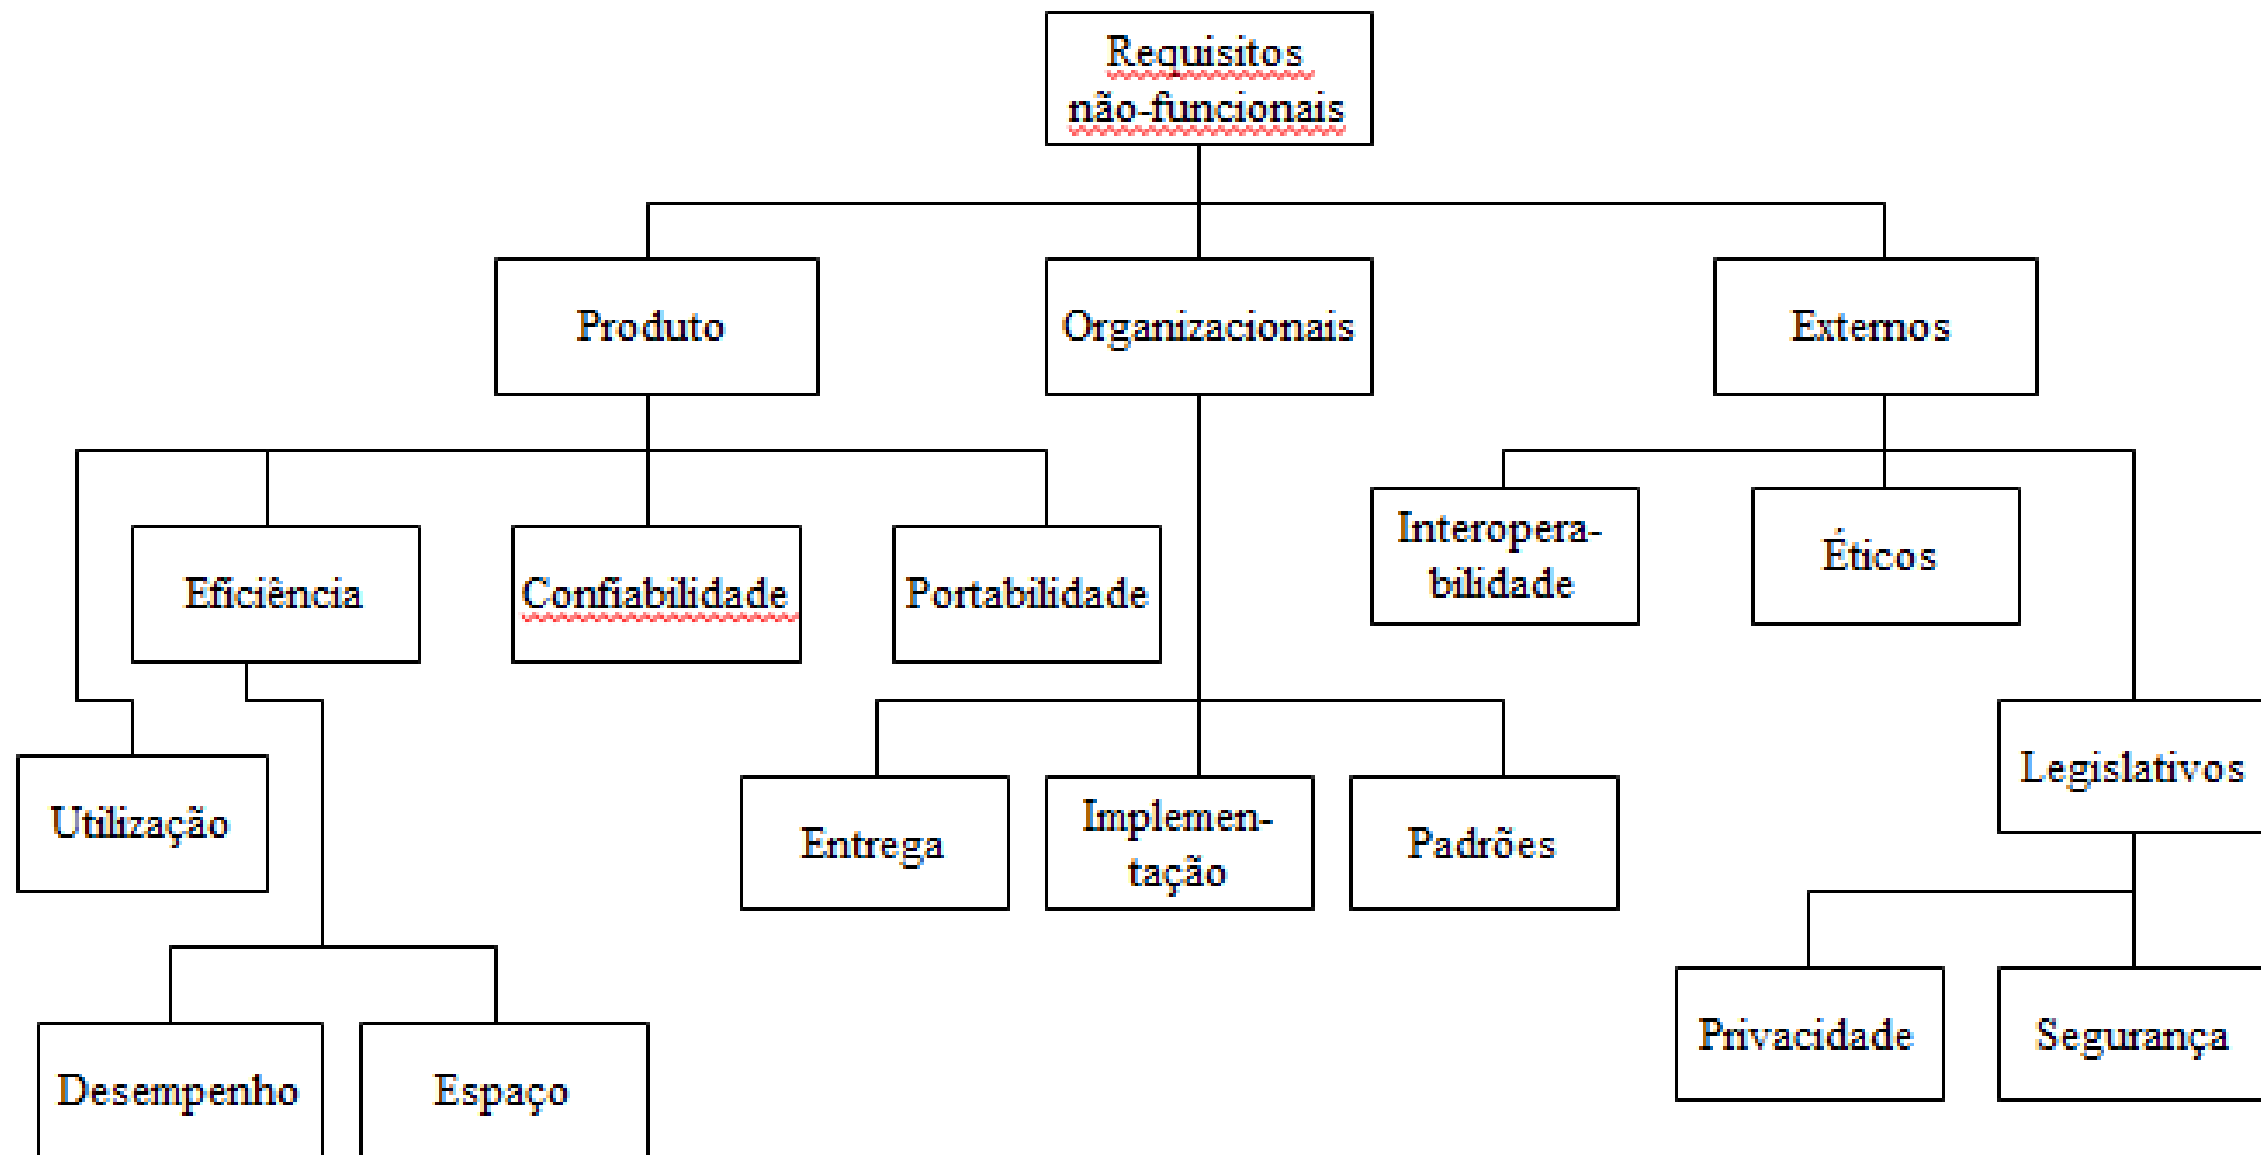 Requisitos
não-funcionais
Produto
Organizacionais
Externos
Eficiência
Confiabilidade
Portabilidade
Interopera-
bilidade
Éticos
Utilização
Entrega
Implemen-
tação
Padrões
Legislativos
Desempenho
Espaço
Privacidade
Segurança